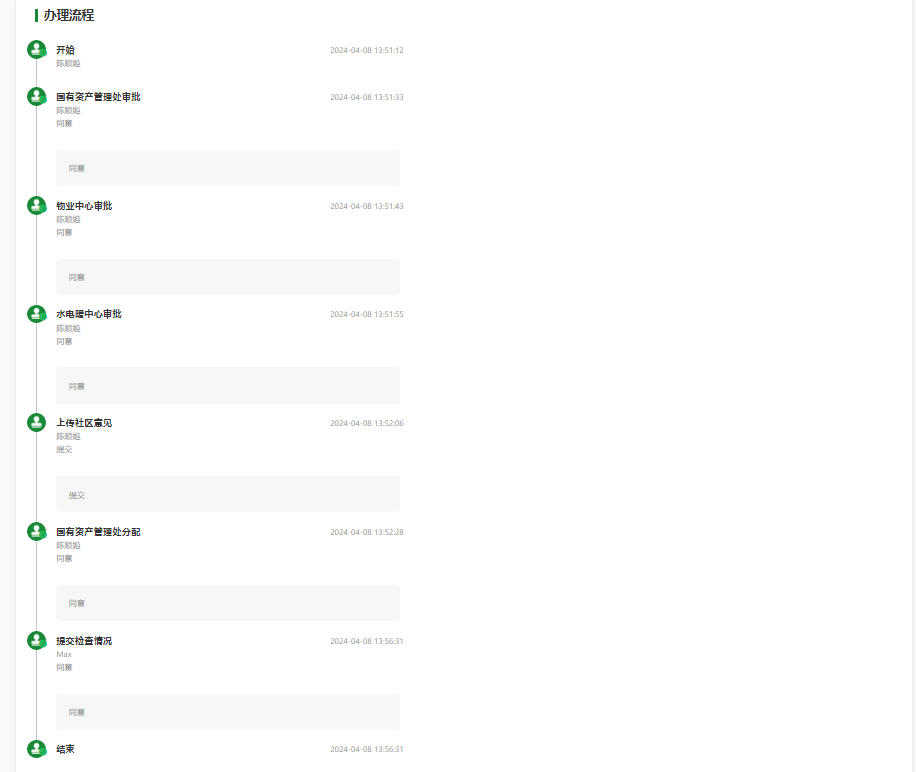 办理流程
开始 2024-04-08 13:51:12
陈顺姬
国有资产管理处审批 2024-04-08 13:51:33
陈顺姬
同意
同意
物业中心审批 2024-04-08 13:51:43
陈顺姬
同意
同意
水电暖中心审批 2024-04-08 13:51:55
陈顺姬
同意
同意
上传社区意见 2024-04-08 13:52:06
陈顺姬
提交
提交
国有资产管理处分配 2024-04-08 13:52:28
陈顺姬
同意
同意
提交检查情况 2024-04-08 13:56:31
Max
同意
同意
结束 2024-04-08 13:56:31